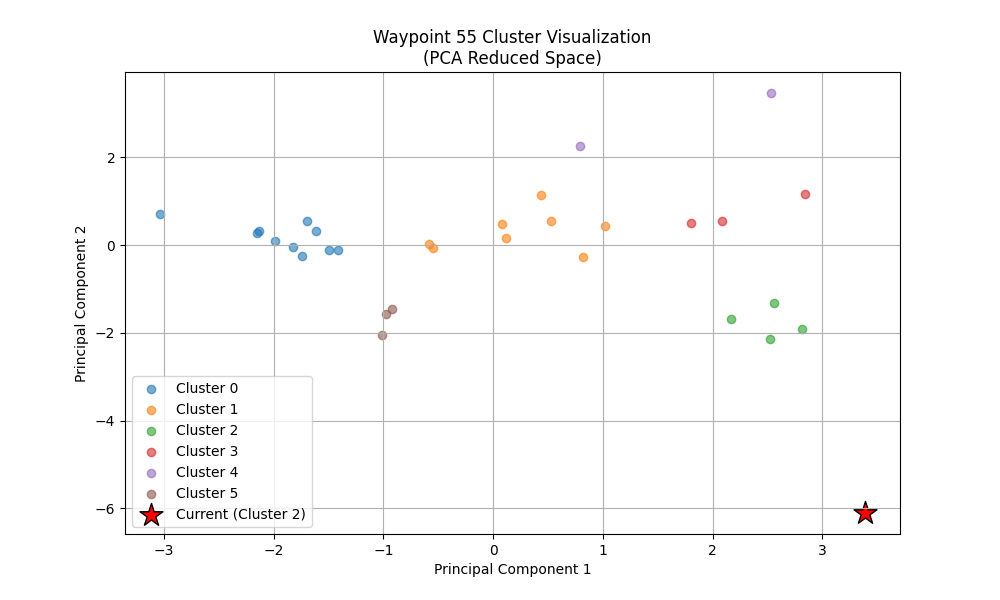 Waypoint 55 Cluster Visualization
(PCA Reduced Space)
Principal Component 2
2
0
−2
−4
−6
Cluster 0
Cluster 1
Cluster 2
Cluster 3
Cluster 4
Cluster 5
Current (Cluster 2)
−3 −2 −1 0 1 2 3
Principal Component 1